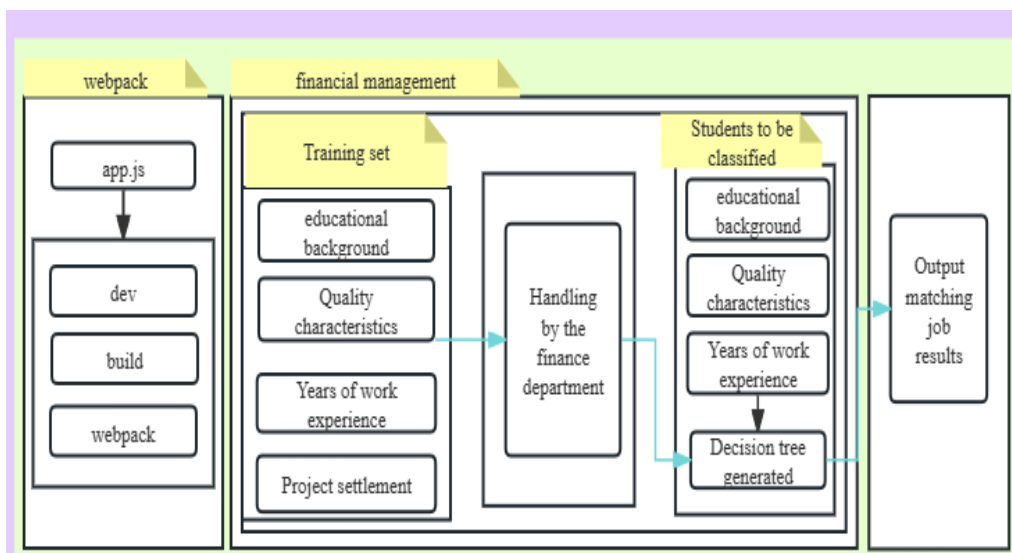 webpack
app.js
dev
build
webpack
financial management
Training set
educational
background
Quality
characteristics
Years of work
experience
Project settlement
Handling
by the
finance
department
Students to be
classified
educational
background
Quality
characteristics
Years of work
experience
Decision tree
generated
Output
matching
job
results